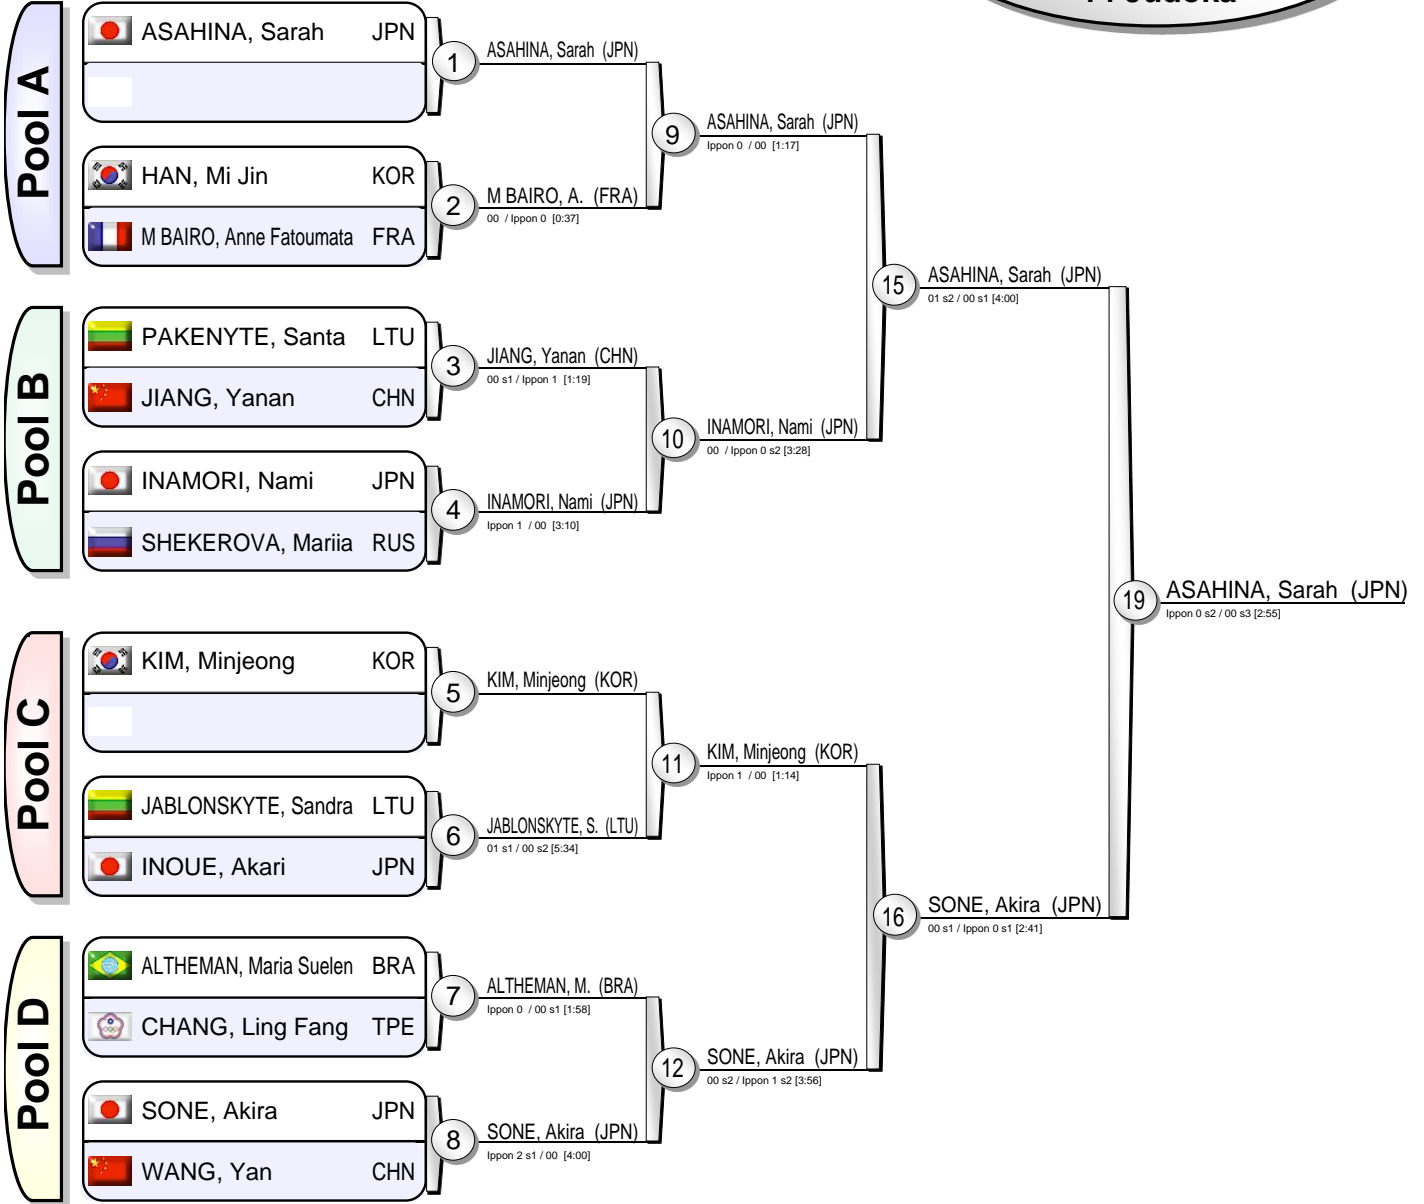 14 Judoka
Pool A
ASAHINA, Sarah JPN
HAN, Mi Jin KOR
M BAIRO, Anne Fatoumata FRA
1
ASAHINA, Sarah (JPN)
2
M BAIRO, A. (FRA)
00 / Ippon 0 [0:37]
9
ASAHINA, Sarah (JPN)
Ippon 0 / 00 [1:17]
Pool B
PAKENYTE, Santa LTU
JIANG, Yanan CHN
INAMORI, Nami JPN
SHEKEROVA, Mariia RUS
3
JIANG, Yanan (CHN)
00 s1 / Ippon 1 [1:19]
4
INAMORI, Nami (JPN)
Ippon 1 / 00 [3:10]
10
INAMORI, Nami (JPN)
00 / Ippon 0 s2 [3:28]
15
ASAHINA, Sarah (JPN)
01 s2 / 00 s1 [4:00]
Pool C
KIM, Minjeong KOR
JABLONSKYTE, Sandra LTU
INOUE, Akari JPN
5
KIM, Minjeong (KOR)
6
JABLONSKYTE, S. (LTU)
01 s1 / 00 s2 [5:34]
11
KIM, Minjeong (KOR)
Ippon 1 / 00 [1:14]
Pool D
ALTHEMAN, Maria Suelen BRA
CHANG, Ling Fang TPE
SONE, Akira JPN
WANG, Yan CHN
7
ALTHEMAN, M. (BRA)
Ippon 0 / 00 s1 [1:58]
8
SONE, Akira (JPN)
Ippon 2 s1 / 00 [4:00]
12
SONE, Akira (JPN)
00 s2 / Ippon 1 s2 [3:56]
16
SONE, Akira (JPN)
00 s1 / Ippon 0 s1 [2:41]
19
ASAHINA, Sarah (JPN)
Ippon 0 s2 / 00 s3 [2:55]